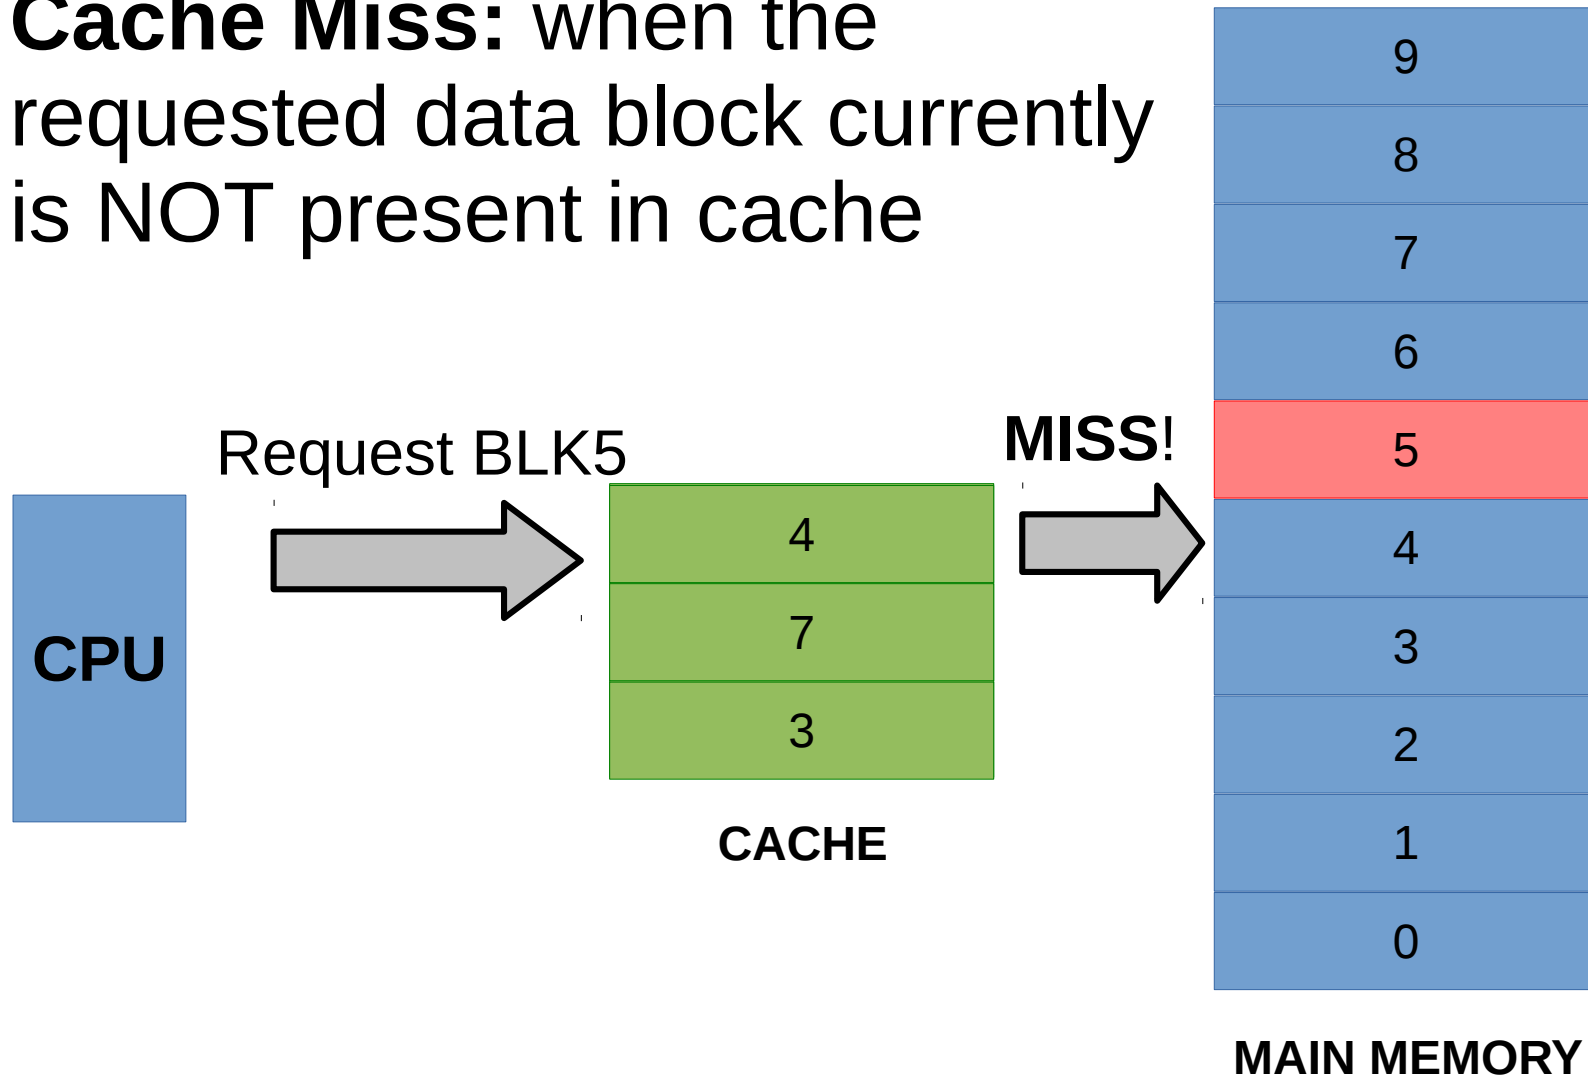 Cache Miss: when the
requested data block currently
is NOT present in cache
Request BLK5
MISS!
CPU
4
7
3
CACHE
9
8
7
6
5
4
3
2
1
0
MAIN MEMORY